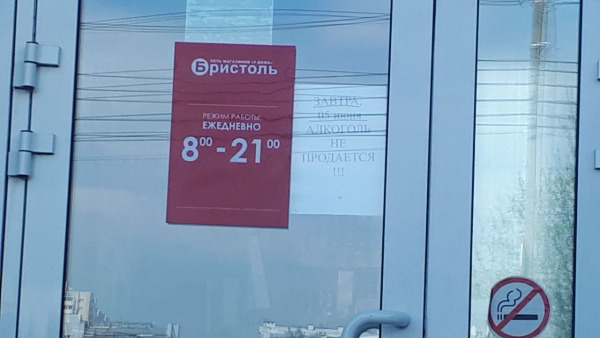 СЕТЬ МАГАЗИНОВ «У ДОМА»
Бристоль
РЕЖИМ РАБОТЫ:
ЕЖЕДНЕВНО
8⁰⁰ - 21⁰⁰
ЗАВТРА,
05 июня
АЛКОГОЛЬ
НЕ
ПРОДАЕТСЯ
!!!